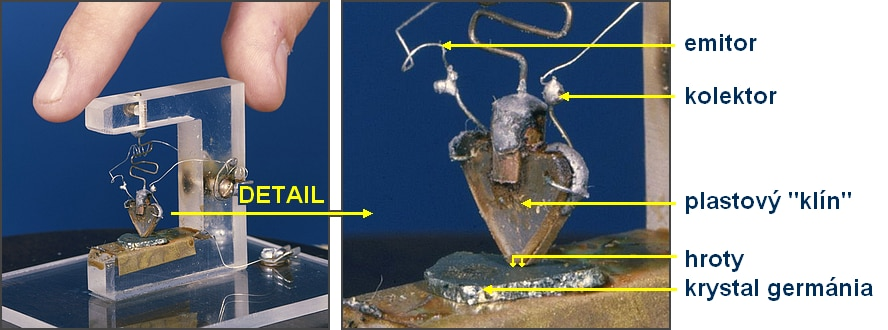 DETAIL
emitor
kolektor
plastový "klín"
hroty
krystal germánia